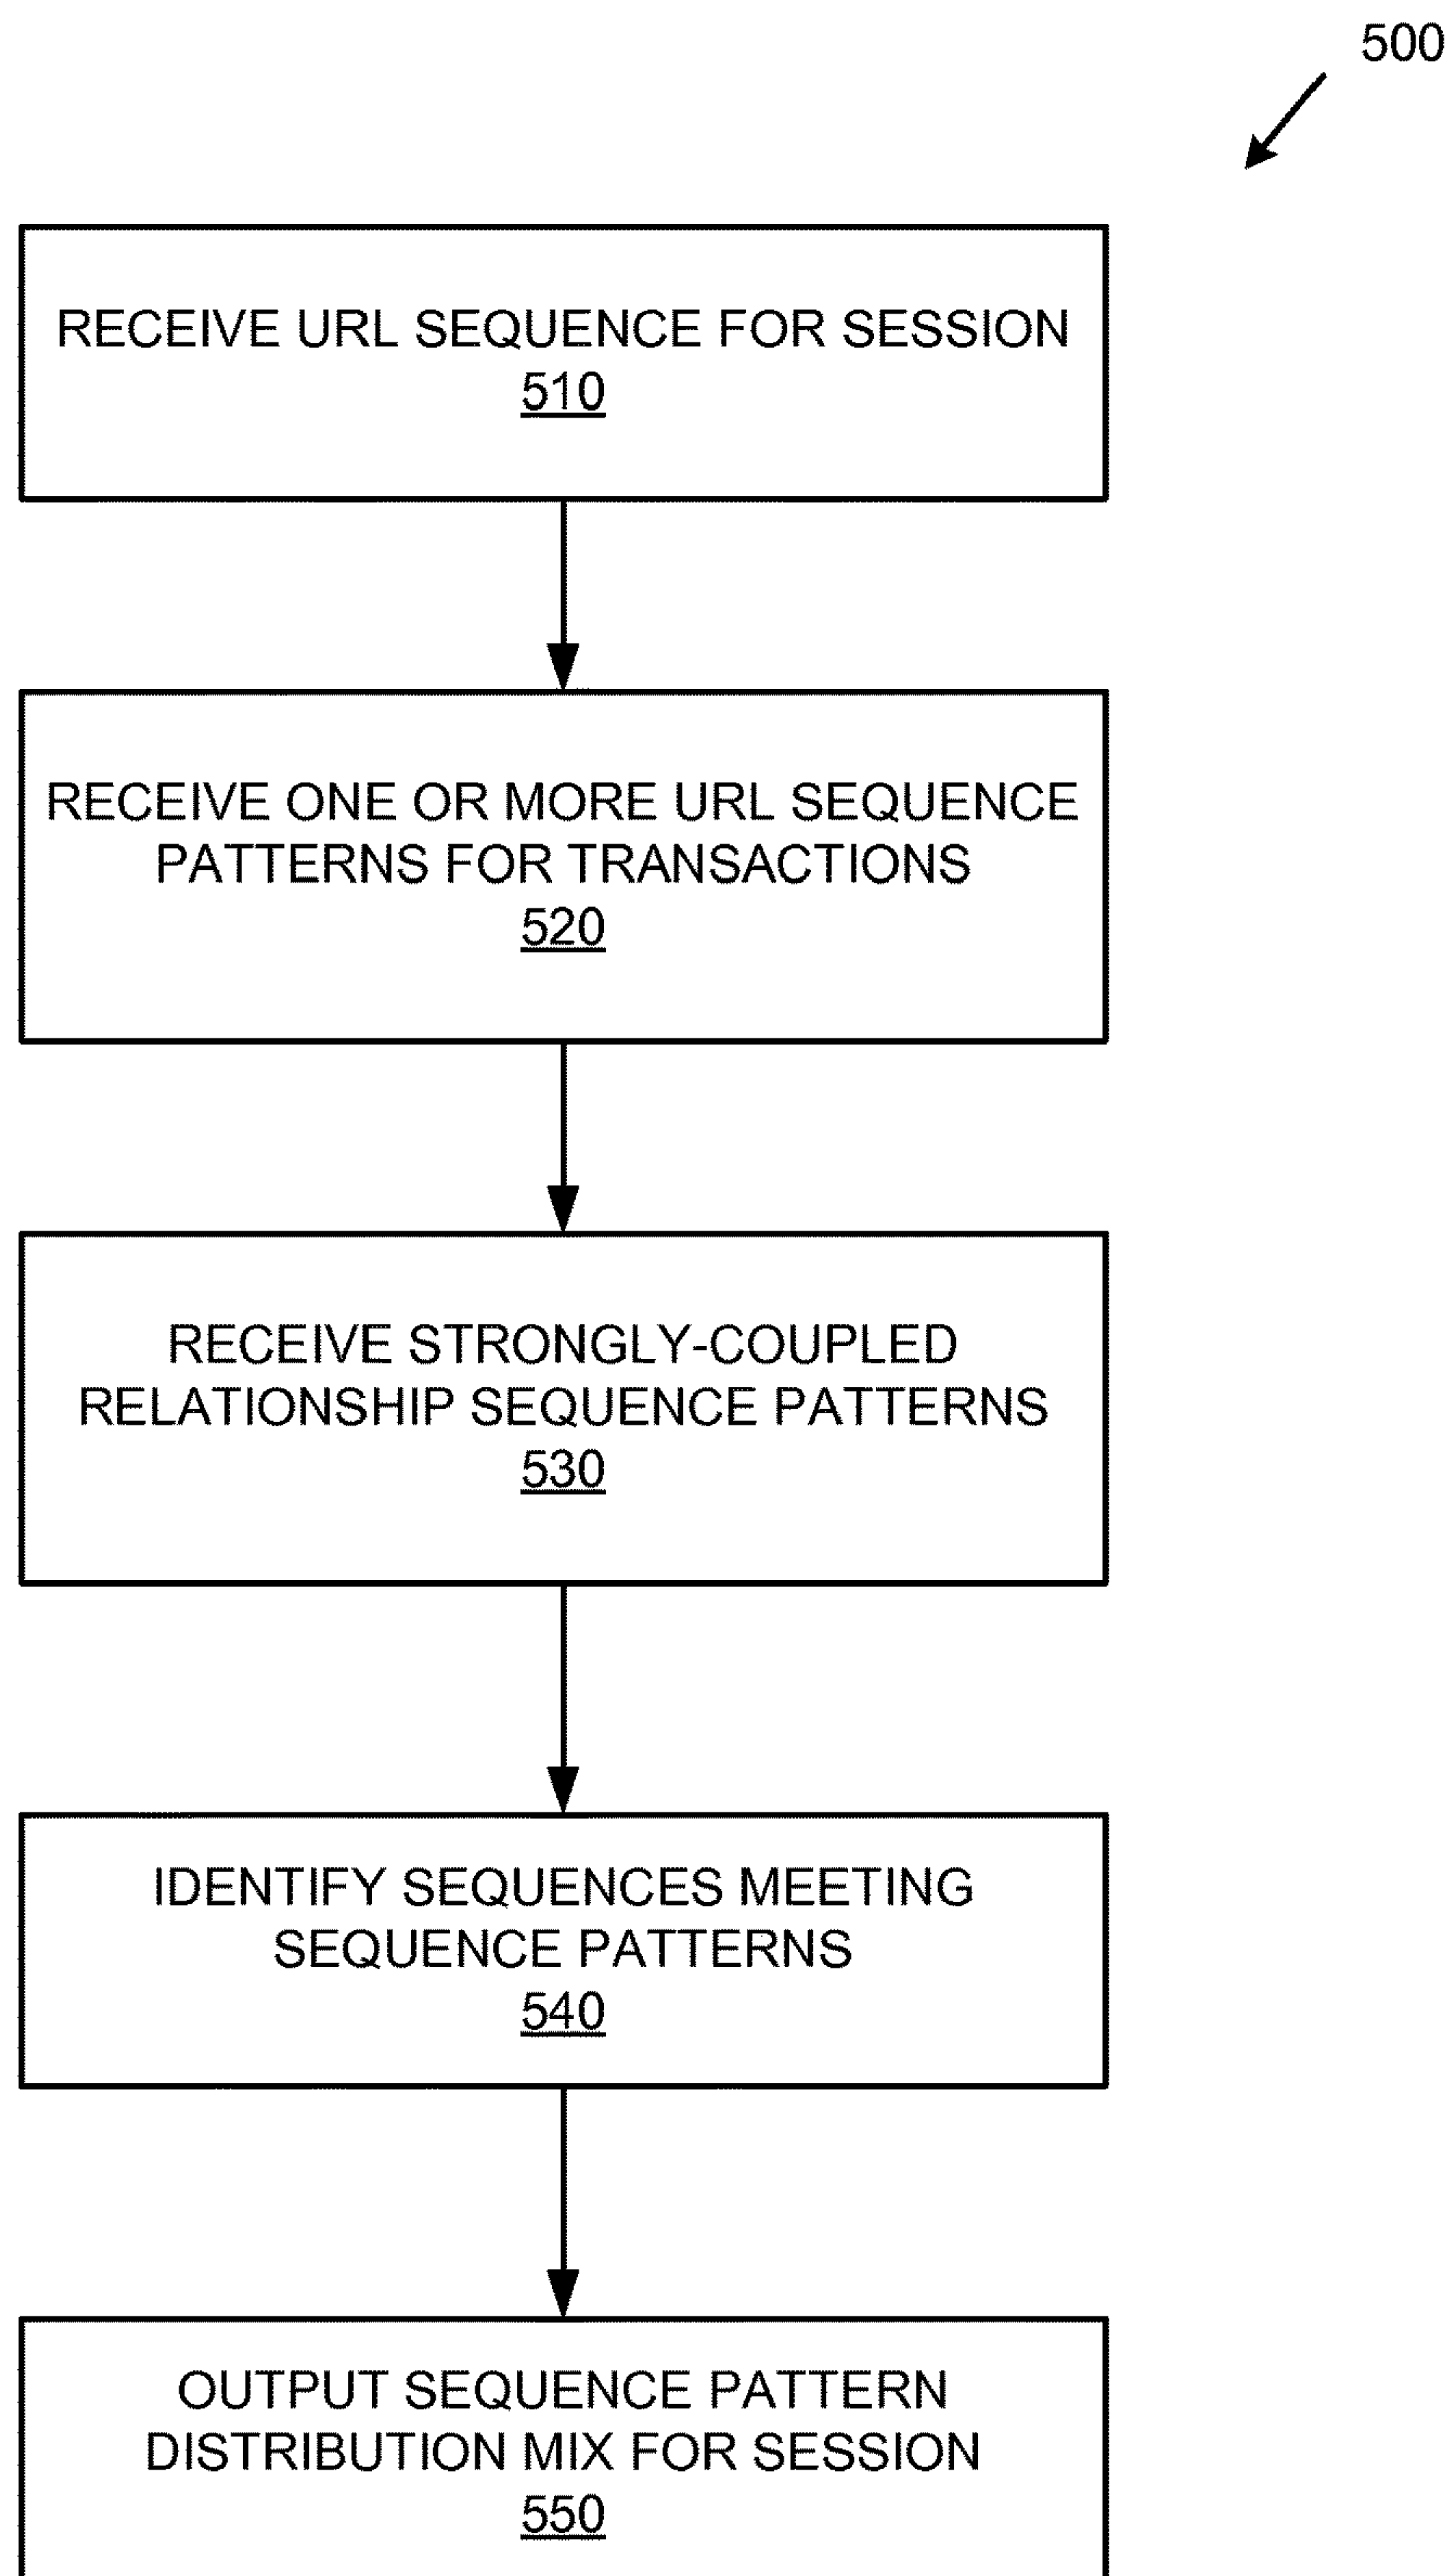 500
RECEIVE URL SEQUENCE FOR SESSION
510
RECEIVE ONE OR MORE URL SEQUENCE
PATTERNS FOR TRANSACTIONS
520
RECEIVE STRONGLY-COUPLED
RELATIONSHIP SEQUENCE PATTERNS
530
IDENTIFY SEQUENCES MEETING
SEQUENCE PATTERNS
540
OUTPUT SEQUENCE PATTERN
DISTRIBUTION MIX FOR SESSION
550